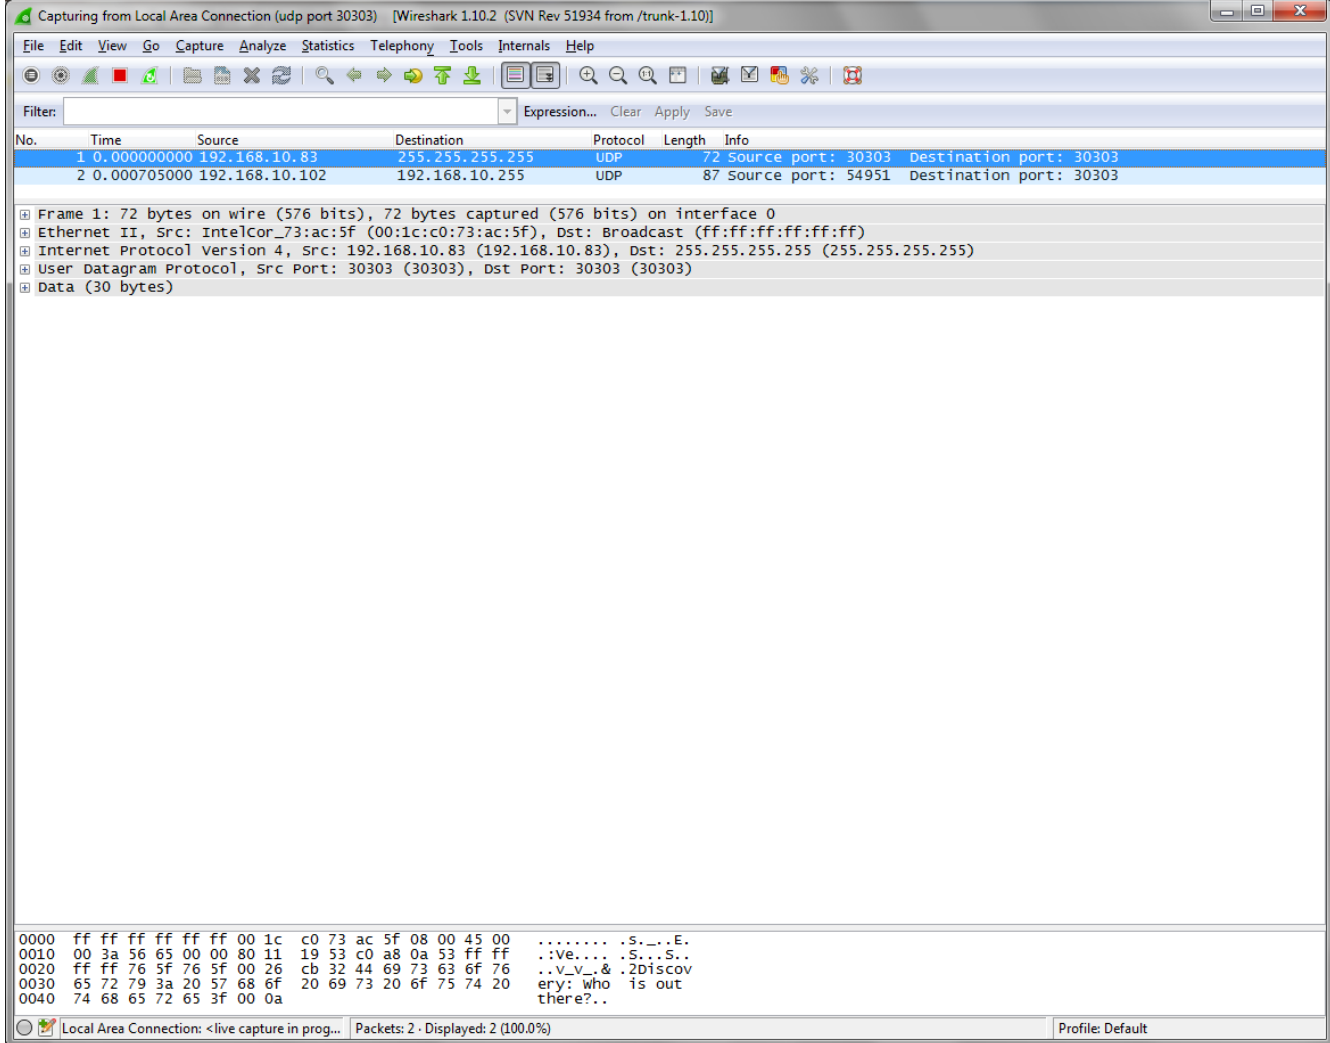 Capturing from Local Area Connection (udp port 30303)   [Wireshark 1.10.2  (SVN Rev 51934 from /trunk-1.10)]
File Edit View Go Capture Analyze Statistics Telephony Tools Internals Help
Filter: Expression... Clear Apply Save
No. Time Source Destination Protocol Length Info
1 0.000000000 192.168.10.83 255.255.255.255 UDP 72 Source port: 30303  Destination port: 30303
2 0.000705000 192.168.10.102 192.168.10.255 UDP 87 Source port: 54951  Destination port: 30303
Frame 1: 72 bytes on wire (576 bits), 72 bytes captured (576 bits) on interface 0
Ethernet II, Src: IntelCor_73:ac:5f (00:1c:c0:73:ac:5f), Dst: Broadcast (ff:ff:ff:ff:ff:ff)
Internet Protocol Version 4, Src: 192.168.10.83 (192.168.10.83), Dst: 255.255.255.255 (255.255.255.255)
User Datagram Protocol, Src Port: 30303 (30303), Dst Port: 30303 (30303)
Data (30 bytes)
0000  ff ff ff ff ff ff 00 1c  c0 73 ac 5f 08 00 45 00   ........ .s._..E.
0010  00 3a 56 65 00 00 80 11  19 53 c0 a8 0a 53 ff ff   .:Ve.... .S...S..
0020  ff ff 76 5f 76 5f 00 26  cb 32 44 69 73 63 6f 76   ..v_v_.& .2Discov
0030  65 72 79 3a 20 57 68 6f  20 69 73 20 6f 75 74 20   ery: Who  is out
0040  74 68 65 72 65 3f 00 0a                            there?..
Local Area Connection: <live capture in prog... Packets: 2 · Displayed: 2 (100.0%) Profile: Default